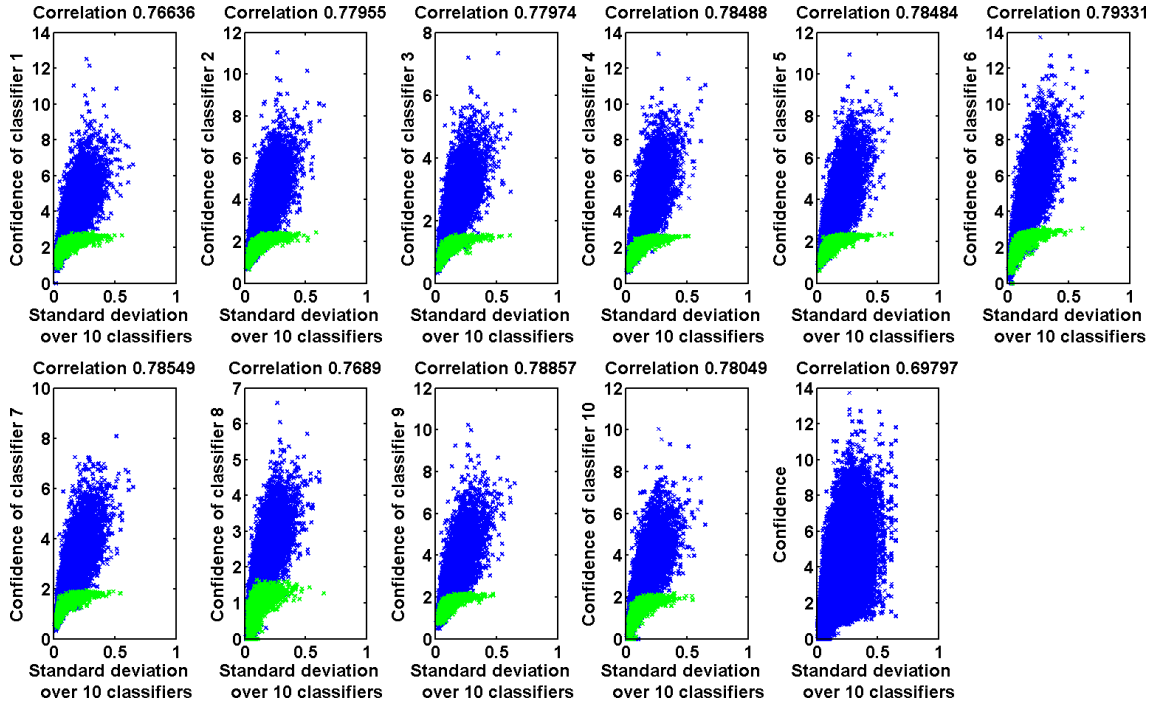 Correlation 0.76636
Correlation 0.77955
Correlation 0.77974
Correlation 0.78488
Correlation 0.78484
Correlation 0.79331
Confidence of classifier 1
14
12
10
8
6
4
2
0
0 0.5 1
Standard deviation
over 10 classifiers
Confidence of classifier 2
12
10
8
6
4
2
0
0 0.5 1
Standard deviation
over 10 classifiers
Confidence of classifier 3
8
6
4
2
0
0 0.5 1
Standard deviation
over 10 classifiers
Confidence of classifier 4
14
12
10
8
6
4
2
0
0 0.5 1
Standard deviation
over 10 classifiers
Confidence of classifier 5
12
10
8
6
4
2
0
0 0.5 1
Standard deviation
over 10 classifiers
Confidence of classifier 6
14
12
10
8
6
4
2
0
0 0.5 1
Standard deviation
over 10 classifiers
Correlation 0.78549
Correlation 0.7689
Correlation 0.78857
Correlation 0.78049
Correlation 0.69797
Confidence of classifier 7
10
8
6
4
2
0
0 0.5 1
Standard deviation
over 10 classifiers
Confidence of classifier 8
7
6
5
4
3
2
1
0
0 0.5 1
Standard deviation
over 10 classifiers
Confidence of classifier 9
12
10
8
6
4
2
0
0 0.5 1
Standard deviation
over 10 classifiers
Confidence of classifier 10
12
10
8
6
4
2
0
0 0.5 1
Standard deviation
over 10 classifiers
Confidence
14
12
10
8
6
4
2
0
0 0.5 1
Standard deviation
over 10 classifiers